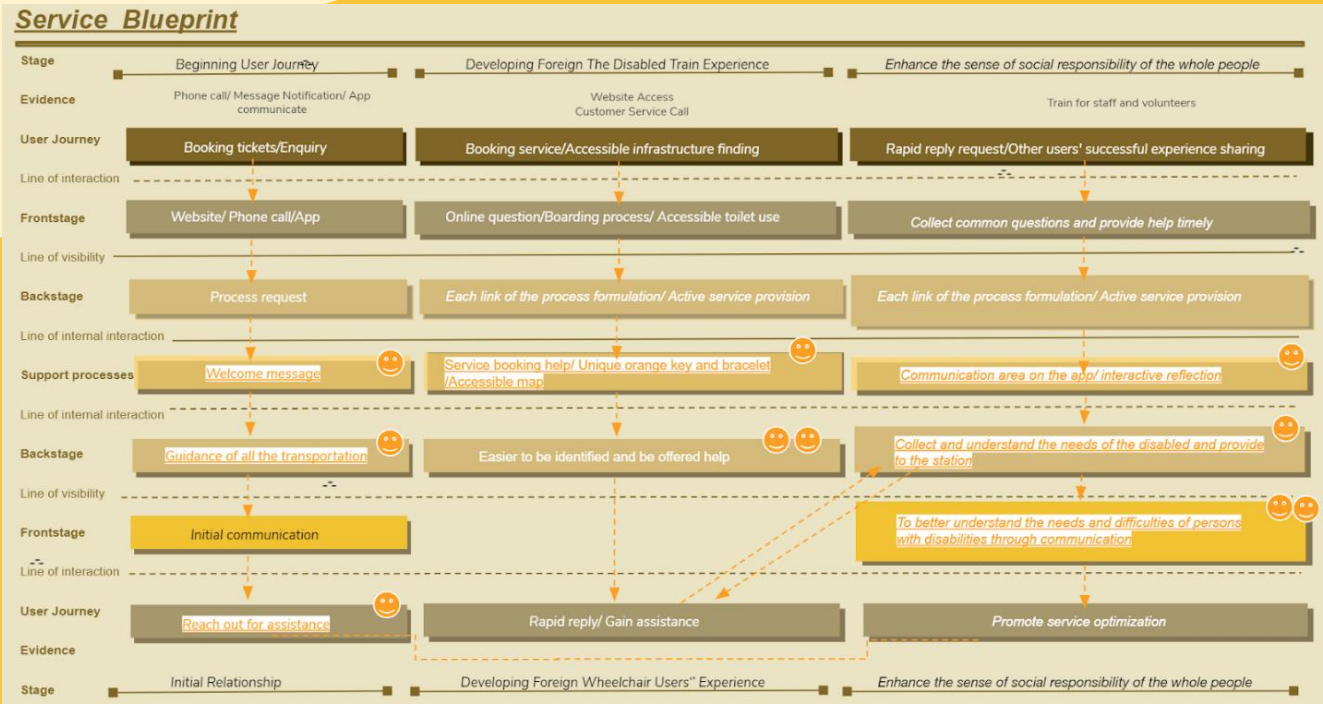 Service Blueprint
Stage
Beginning User Journey
Developing Foreign The Disabled Train Experience
Enhance the sense of social responsibility of the whole people
Evidence
Phone call/ Message Notification/ App
communicate
Website Access
Customer Service Call
Train for staff and volunteers
User Journey
Booking tickets/Enquiry
Booking service/Accessible infrastructure finding
Rapid reply request/Other users' successful experience sharing
Line of interaction
Frontstage
Website/ Phone call/App
Online question/Boarding process/ Accessible toilet use
Collect common questions and provide help timely
Line of visibility
Backstage
Process request
Each link of the process formulation/ Active service provision
Each link of the process formulation/ Active service provision
Line of internal interaction
Support processes
Welcome message
Service booking help/ Unique orange key and bracelet
/Accessible map
Communication area on the app/ interactive reflection
Line of internal interaction
Backstage
Guidance of all the transportation
Easier to be identified and be offered help
Collect and understand the needs of the disabled and provide
to the station
Line of visibility
Frontstage
Initial communication
To better understand the needs and difficulties of persons
with disabilities through communication
Line of interaction
User Journey
Reach out for assistance
Rapid reply/ Gain assistance
Promote service optimization
Evidence
Stage
Initial Relationship
Developing Foreign Wheelchair Users'' Experience
Enhance the sense of social responsibility of the whole people